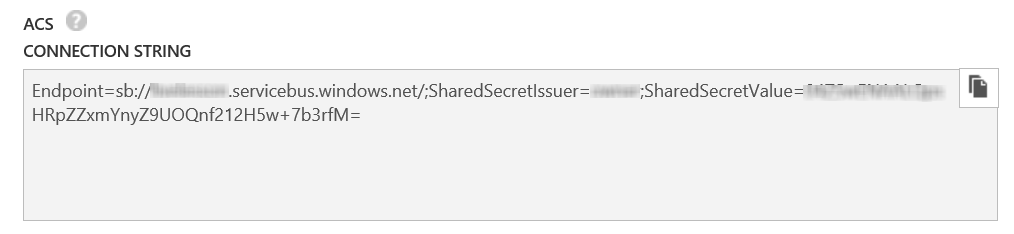 ACS ?
CONNECTION STRING
Endpoint=sb:// .servicebus.windows.net/;SharedSecretIssuer= ;SharedSecretValue=
HRpZZxmYnyZ9UOQnf212H5w+7b3rfM=